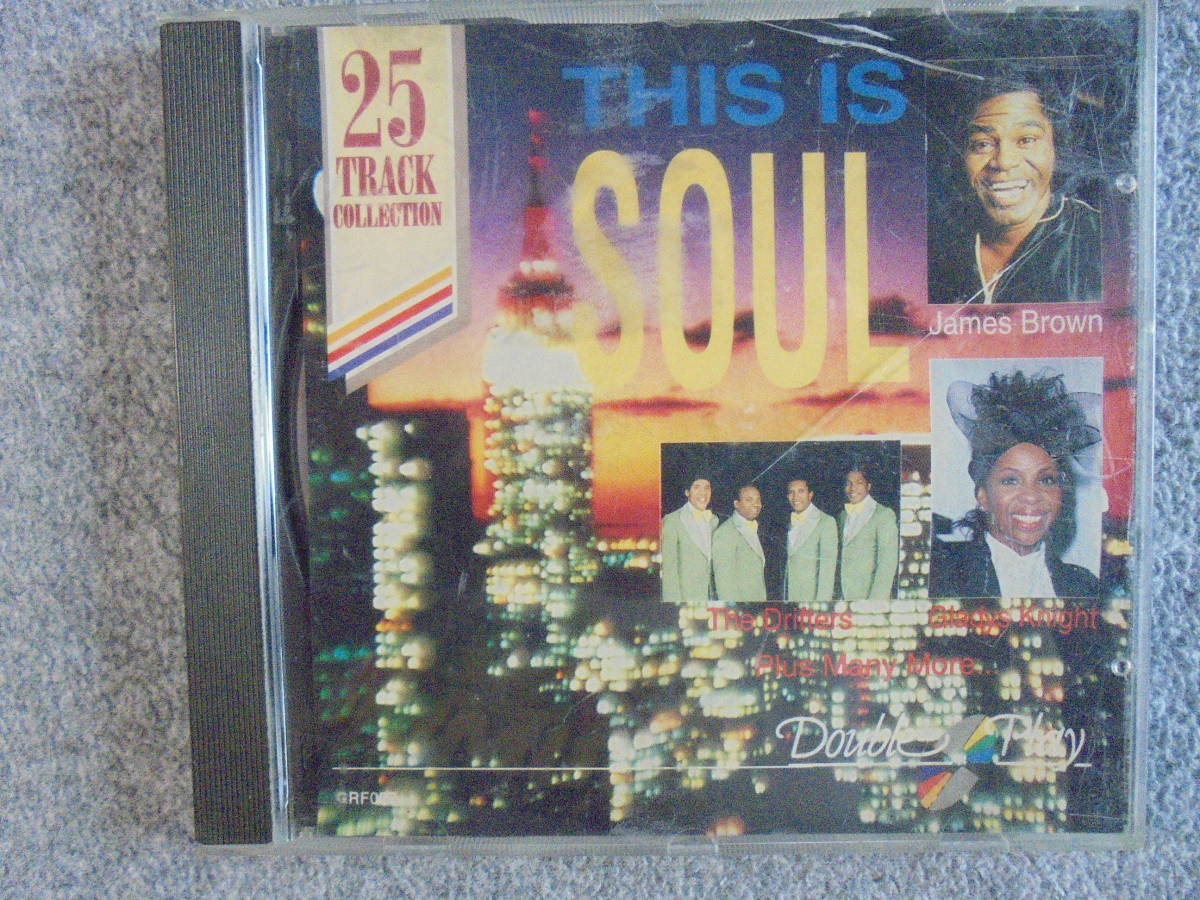 25
TRACK
COLLECTION
THIS IS
SOUL
James Brown
The Drifters
Gladys Knight
Plus Many More...
Double Play